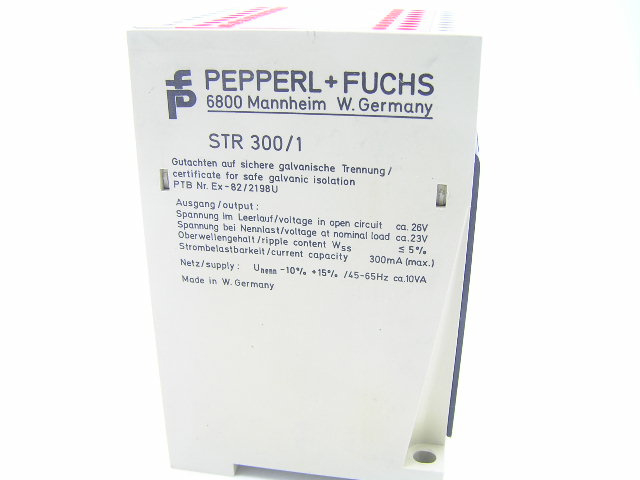 PEPPERL+FUCHS
6800 Mannheim W. Germany
STR 300/1
Gutachten auf sichere galvanische Trennung/
certificate for safe galvanic isolation
PTB Nr. Ex-82/2198U
Ausgang/output:
Spannung im Leerlauf/voltage in open circuit ca. 26V
Spannung bei Nennlast/voltage at nominal load ca. 23V
Oberwellengehalt/ripple content Wss ≤ 5%
Strombelastbarkeit/current capacity 300mA (max.)
Netz/supply: Unenn -10% +15% /45-65Hz ca. 10VA
Made in W. Germany